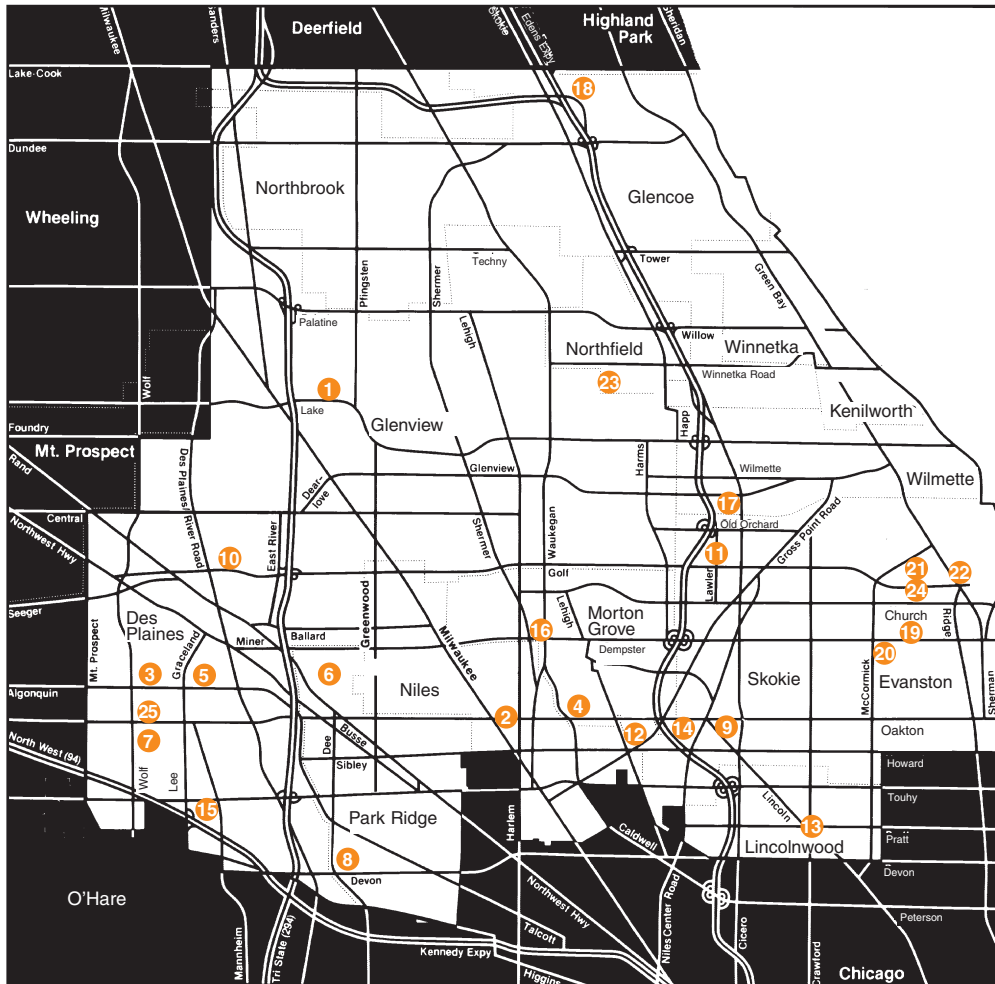 Milwaukee
Sanders
Deerfield
Skokie
Edens Expy
Highland
Park
Sheridan
Lake-Cook
18
Dundee
Northbrook
Glencoe
Wheeling
Techny
Tower
Pfingsten
Shermer
Green Bay
Palatine
Lehigh
Willow
Northfield
Winnetka
Winnetka Road
Wolf
1
23
Lake
Kenilworth
Foundry
Glenview
Happ
Mt. Prospect
Rand
Des Plaines/ River Road
Glenview
Harms
Wilmette
Wilmette
Dear-
love
17
Central
Northwest Hwy
East River
Shermer
Waukegan
Old Orchard
Gross Point Road
10
11
21
22
Golf
Lawler
24
Seeger
Greenwood
Lehigh
Morton
Grove
Church
Ridge
Des
Plaines
Graceland
Miner
Ballard
Milwaukee
16
Dempster
19
20
Mt. Prospect
3
5
6
Niles
Skokie
McCormick
Evanston
Sherman
Algonquin
25
2
4
12
14
9
Oakton
7
Dee
Busse
North West (94)
Sibley
Howard
Wolf
Lee
Touhy
15
Park Ridge
Harlem
Lincoln
13
Caldwell
Lincolnwood
Pratt
8
Devon
Devon
O'Hare
Northwest Hwy
Niles Center Road
Peterson
Mannheim
Tri State (294)
Talcott
Kennedy Expy
Cicero
Crawford
Higgins
Chicago